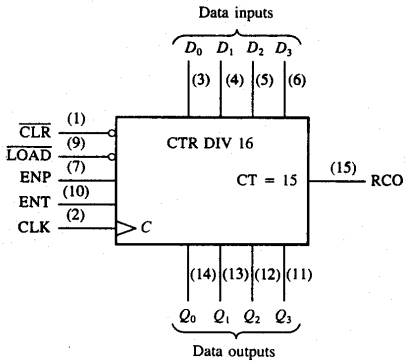 Data inputs
D0 D1 D2 D3
(3) (4) (5) (6)
CLR (1)
LOAD (9)
ENP (7)
ENT (10)
CLK (2)
C
CTR DIV 16
CT = 15
(15) RCO
(14) (13) (12) (11)
Q0 Q1 Q2 Q3
Data outputs